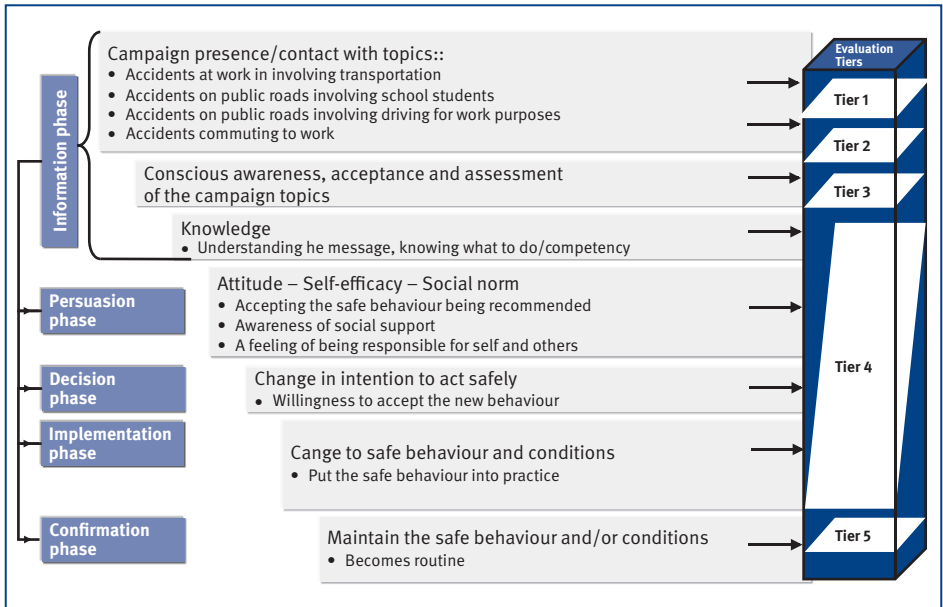 Information phase
Campaign presence/contact with topics::
• Accidents at work in involving transportation
• Accidents on public roads involving school students
• Accidents on public roads involving driving for work purposes
• Accidents commuting to work
Conscious awareness, acceptance and assessment
of the campaign topics
Knowledge
• Understanding he message, knowing what to do/competency
Persuasion
phase
Attitude – Self-efficacy – Social norm
• Accepting the safe behaviour being recommended
• Awareness of social support
• A feeling of being responsible for self and others
Decision
phase
Change in intention to act safely
• Willingness to accept the new behaviour
Implementation
phase
Cange to safe behaviour and conditions
• Put the safe behaviour into practice
Confirmation
phase
Maintain the safe behaviour and/or conditions
• Becomes routine
Evaluation
Tiers
Tier 1
Tier 2
Tier 3
Tier 4
Tier 5